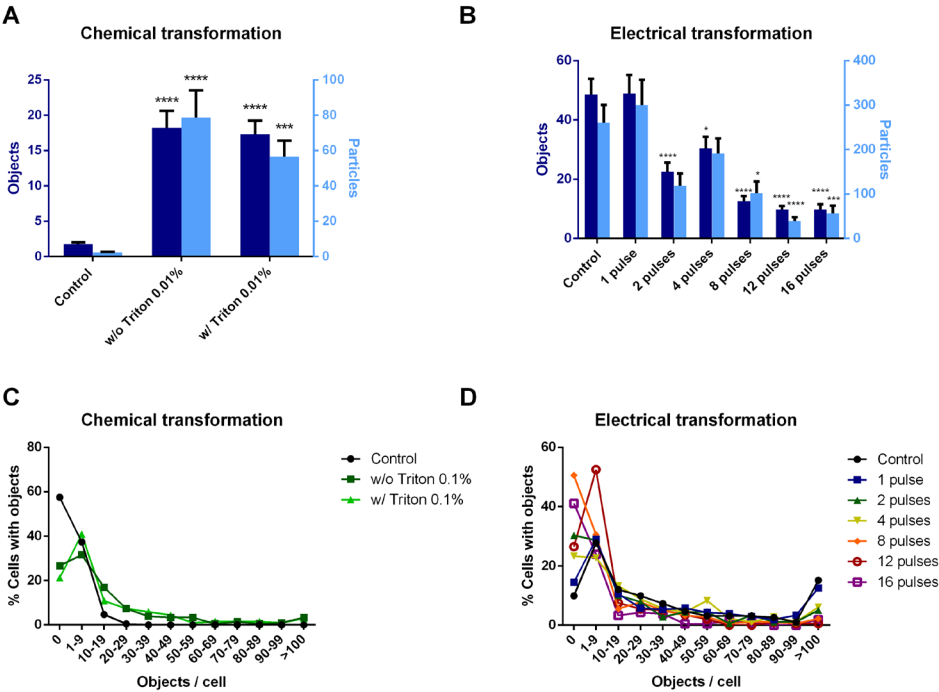 A
Chemical transformation
25
20
15
10
5
0
Objects
100
80
60
40
20
0
Particles
****
****
****
***
Control
w/o Triton 0.01%
w/ Triton 0.01%
B
Electrical transformation
60
40
20
0
Objects
400
300
200
100
0
Particles
****
*
****
*
****
****
****
***
Control
1 pulse
2 pulses
4 pulses
8 pulses
12 pulses
16 pulses
C
Chemical transformation
80
60
40
20
0
% Cells with objects
0
1-9
10-19
20-29
30-39
40-49
50-59
60-69
70-79
80-89
90-99
>100
Objects / cell
Control
w/o Triton 0.1%
w/ Triton 0.1%
D
Electrical transformation
60
40
20
0
% Cells with objects
0
1-9
10-19
20-29
30-39
40-49
50-59
60-69
70-79
80-89
90-99
>100
Objects / cell
Control
1 pulse
2 pulses
4 pulses
8 pulses
12 pulses
16 pulses